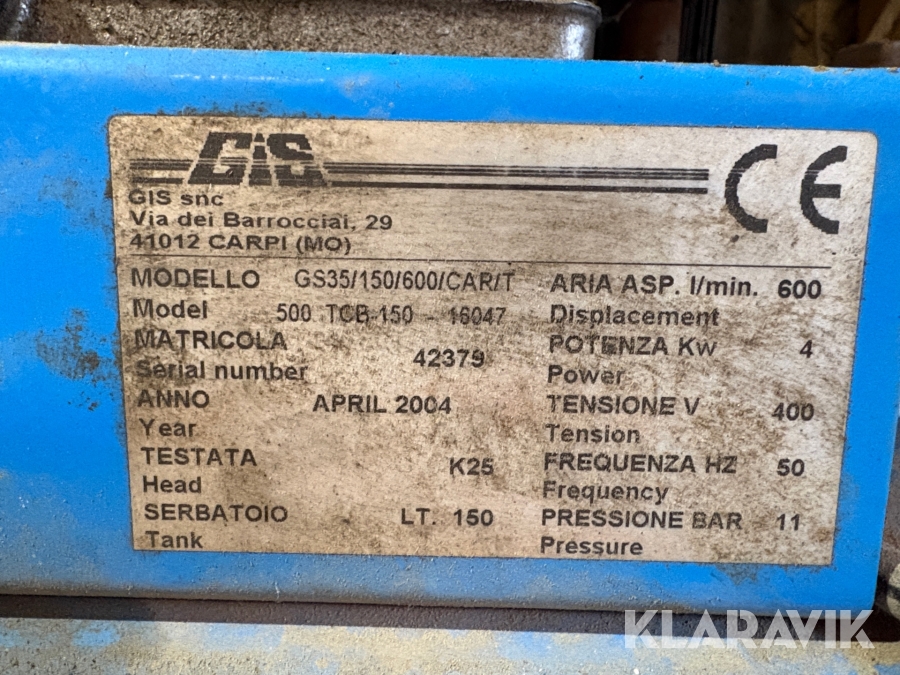 GIS
CE
GIS snc
Via dei Barrocciai, 29
41012 CARPI (MO)
MODELLO GS35/150/600/CAR/T
Model 500 TCB 150 - 16047
MATRICOLA 42379
Serial number
ANNO APRIL 2004
Year
TESTATA K25
Head
SERBATOIO LT. 150
Tank
ARIA ASP. l/min. 600
Displacement
POTENZA Kw 4
Power
TENSIONE V 400
Tension
FREQUENZA HZ 50
Frequency
PRESSIONE BAR 11
Pressure
KLARAVIK